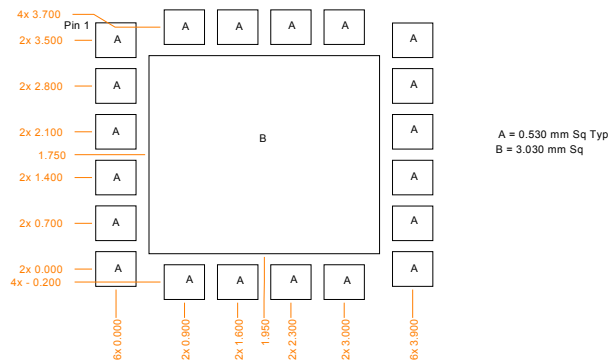 4x 3.700
A A A A
Pin 1
A A
2x 3.500
2x 2.800 A A
2x 2.100 A A
1.750
B
A = 0.530 mm Sq Typ
B = 3.030 mm Sq
2x 1.400 A A
2x 0.700 A A
2x 0.000 A A
4x - 0.200
A A A A
6x 0.000
2x 0.900
2x 1.600
1.950
2x 2.300
2x 3.000
6x 3.900